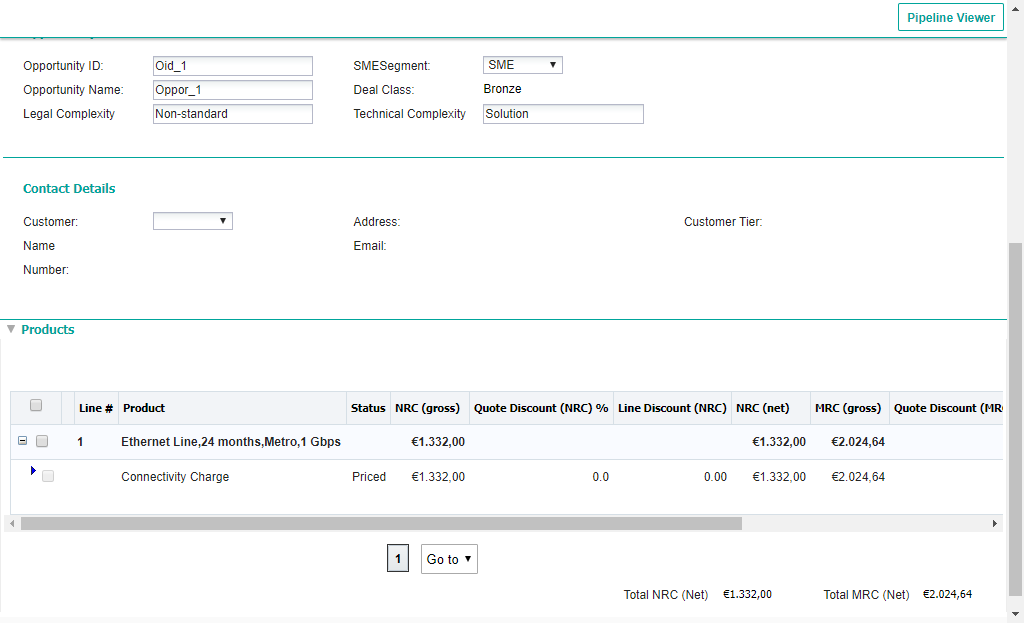 Pipeline Viewer
Opportunity ID: Oid_1 SMESegment: SME
Opportunity Name: Oppor_1 Deal Class: Bronze
Legal Complexity Non-standard Technical Complexity Solution
Contact Details
Customer: Address: Customer Tier:
Name Email:
Number:
Products
Line # Product Status NRC (gross) Quote Discount (NRC) % Line Discount (NRC) NRC (net) MRC (gross) Quote Discount (MR
1 Ethernet Line,24 months,Metro,1 Gbps €1.332,00 €1.332,00 €2.024,64
Connectivity Charge Priced €1.332,00 0.0 0.00 €1.332,00 €2.024,64
1 Go to
Total NRC (Net) €1.332,00 Total MRC (Net) €2.024,64